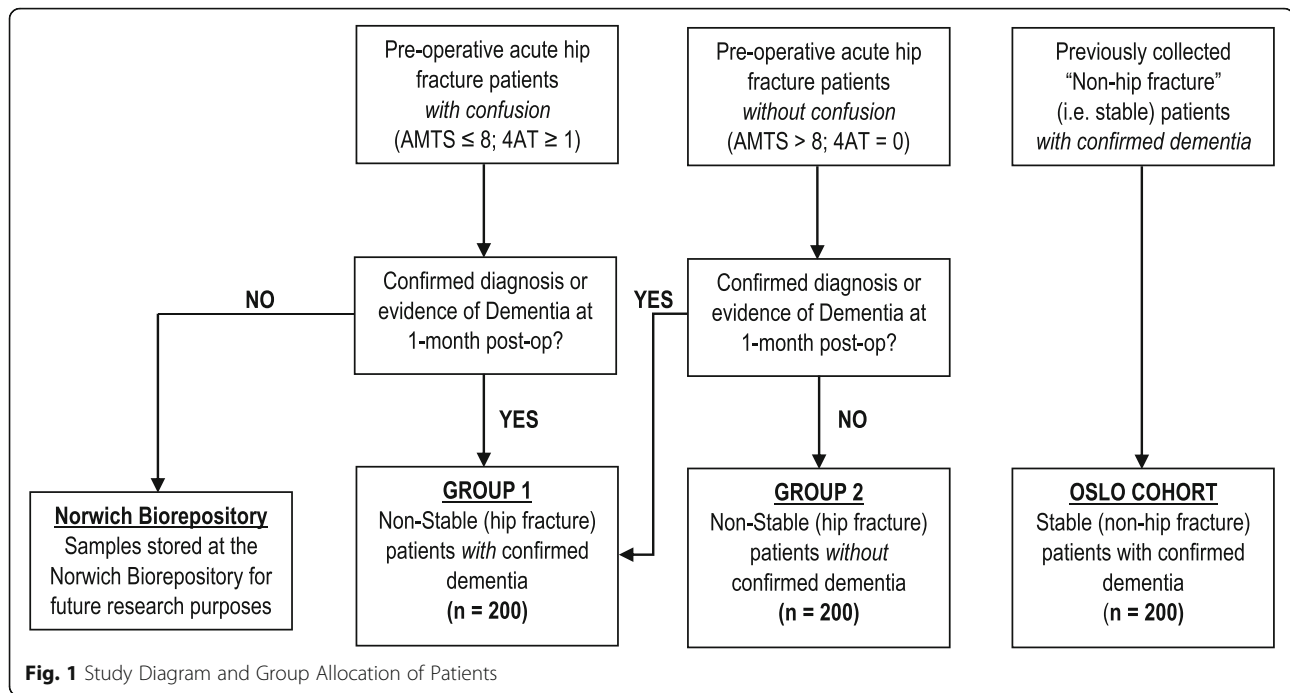 Pre-operative acute hip
fracture patients
with confusion
(AMTS ≤ 8; 4AT ≥ 1)
Pre-operative acute hip
fracture patients
without confusion
(AMTS > 8; 4AT = 0)
Previously collected
“Non-hip fracture”
(i.e. stable) patients
with confirmed dementia
Confirmed diagnosis or
evidence of Dementia at
1-month post-op?
Confirmed diagnosis or
evidence of Dementia at
1-month post-op?
NO
YES
YES
NO
Norwich Biorepository
Samples stored at the
Norwich Biorepository for
future research purposes
GROUP 1
Non-Stable (hip fracture)
patients with confirmed
dementia
(n = 200)
GROUP 2
Non-Stable (hip fracture)
patients without
confirmed dementia
(n = 200)
OSLO COHORT
Stable (non-hip fracture)
patients with confirmed
dementia
(n = 200)
Fig. 1 Study Diagram and Group Allocation of Patients